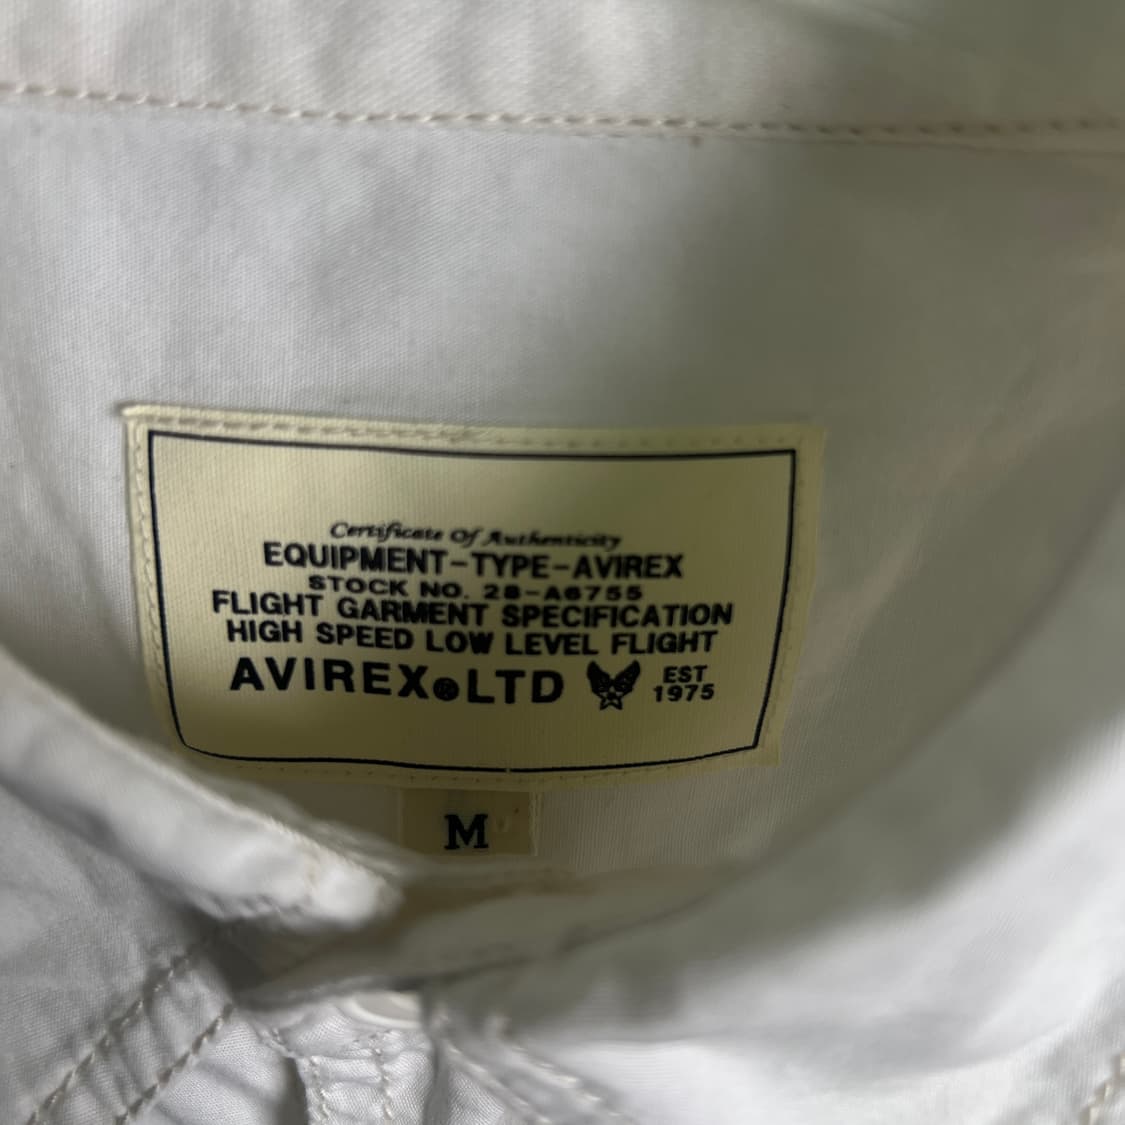 Certificate Of Authenticity
EQUIPMENT-TYPE-AVIREX
STOCK NO. 28-A6755
FLIGHT GARMENT SPECIFICATION
HIGH SPEED LOW LEVEL FLIGHT
AVIREX®LTD EST 1975
M